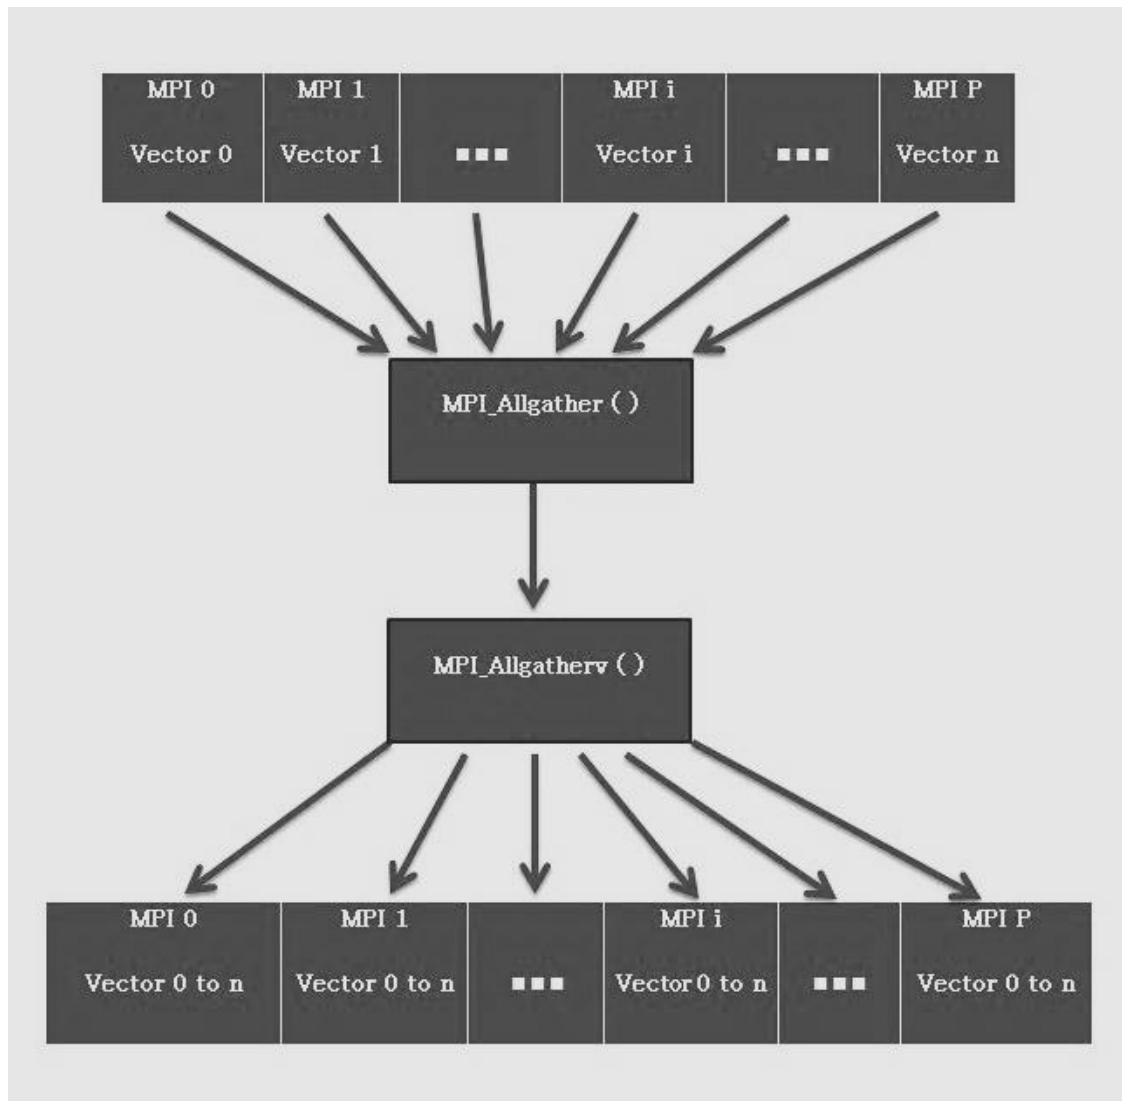 MPI 0 MPI 1 MPI i MPI P
Vector 0 Vector 1 ... Vector i ... Vector n
MPI_Allgather ( )
MPI_Allgatherv ( )
MPI 0 MPI 1 MPI i MPI P
Vector 0 to n Vector 0 to n ... Vector 0 to n ... Vector 0 to n